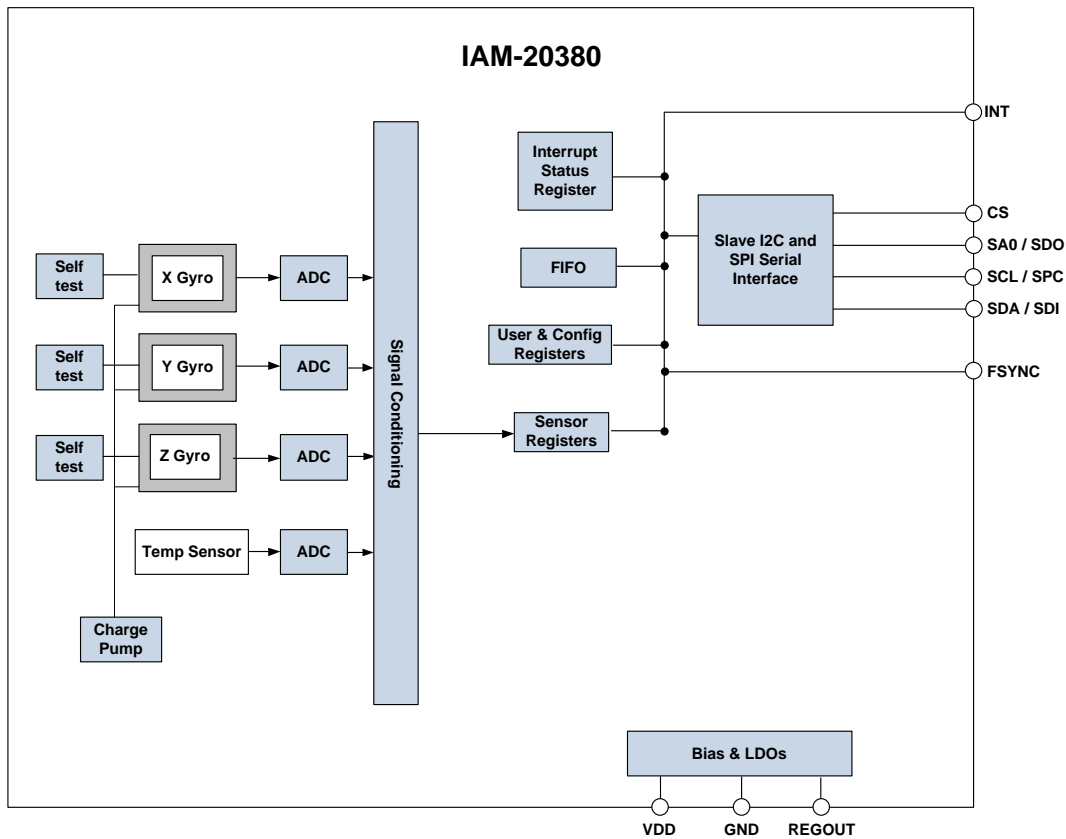 IAM-20380
INT
Interrupt
Status
Register
CS
Slave I2C and
SPI Serial
Interface
SA0 / SDO
SCL / SPC
SDA / SDI
FIFO
User & Config
Registers
FSYNC
Sensor
Registers
Self
test
X Gyro
ADC
Self
test
Y Gyro
ADC
Self
test
Z Gyro
ADC
Temp Sensor
ADC
Signal Conditioning
Charge
Pump
Bias & LDOs
VDD
GND
REGOUT